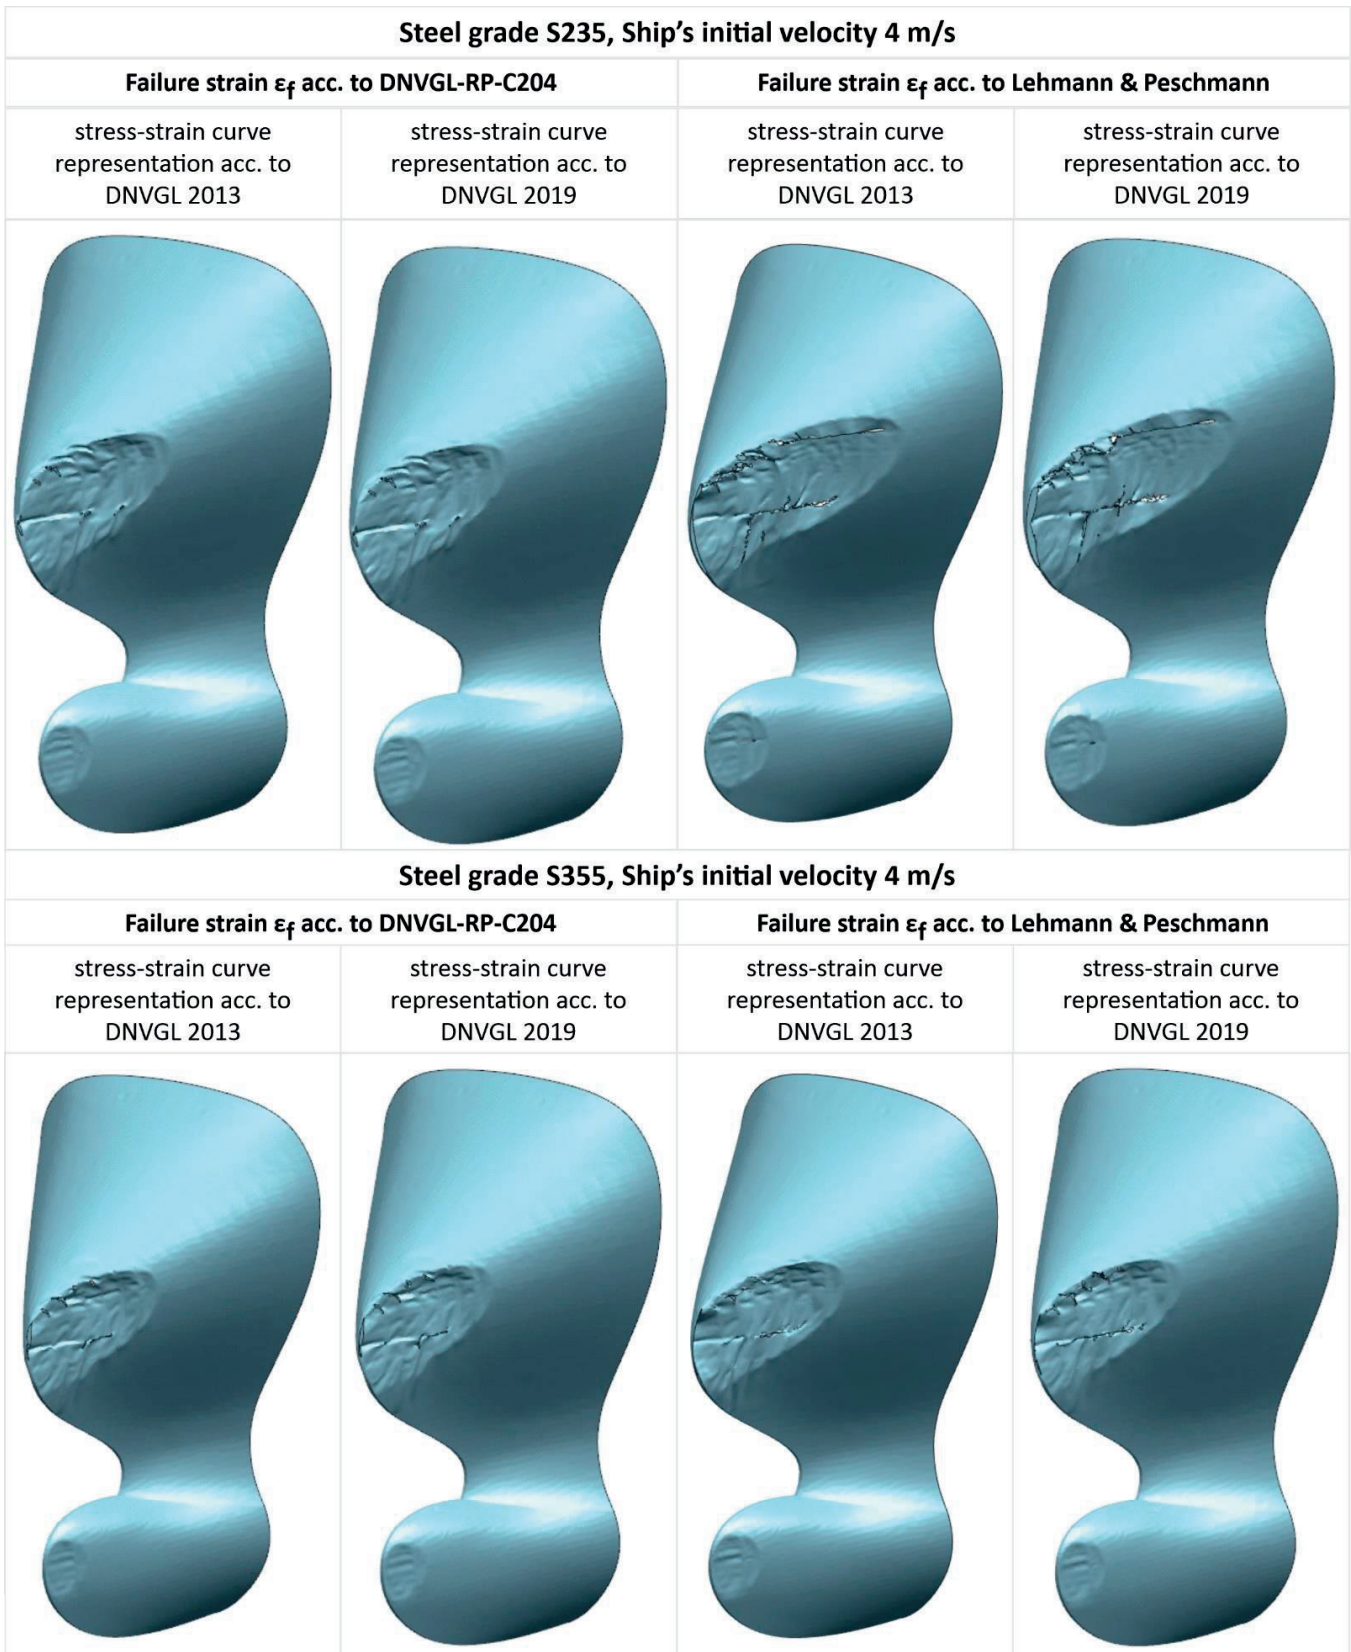 Steel grade S235, Ship's initial velocity 4 m/s
Failure strain εf acc. to DNVGL-RP-C204
Failure strain εf acc. to Lehmann & Peschmann
stress-strain curve
representation acc. to
DNVGL 2013
stress-strain curve
representation acc. to
DNVGL 2019
stress-strain curve
representation acc. to
DNVGL 2013
stress-strain curve
representation acc. to
DNVGL 2019
Steel grade S355, Ship's initial velocity 4 m/s
Failure strain εf acc. to DNVGL-RP-C204
Failure strain εf acc. to Lehmann & Peschmann
stress-strain curve
representation acc. to
DNVGL 2013
stress-strain curve
representation acc. to
DNVGL 2019
stress-strain curve
representation acc. to
DNVGL 2013
stress-strain curve
representation acc. to
DNVGL 2019